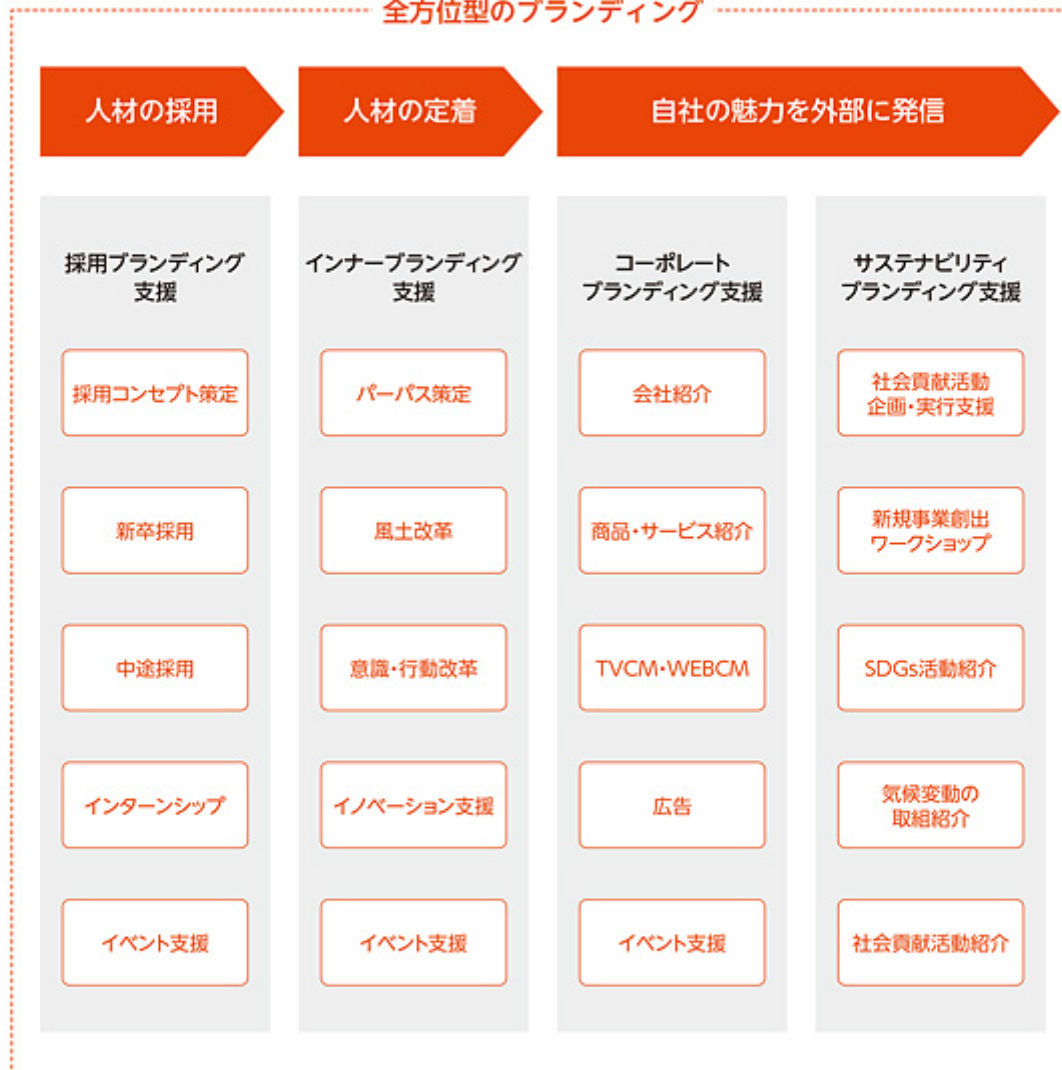 全方位型のブランディング
人材の採用
人材の定着
自社の魅力を外部に発信
採用ブランディング
支援
採用コンセプト策定
新卒採用
中途採用
インターンシップ
イベント支援
インナーブランディング
支援
パーパス策定
風土改革
意識・行動改革
イノベーション支援
イベント支援
コーポレート
ブランディング支援
会社紹介
商品・サービス紹介
TVCM・WEBCM
広告
イベント支援
サステナビリティ
ブランディング支援
社会貢献活動
企画・実行支援
新規事業創出
ワークショップ
SDGs活動紹介
気候変動の
取組紹介
社会貢献活動紹介